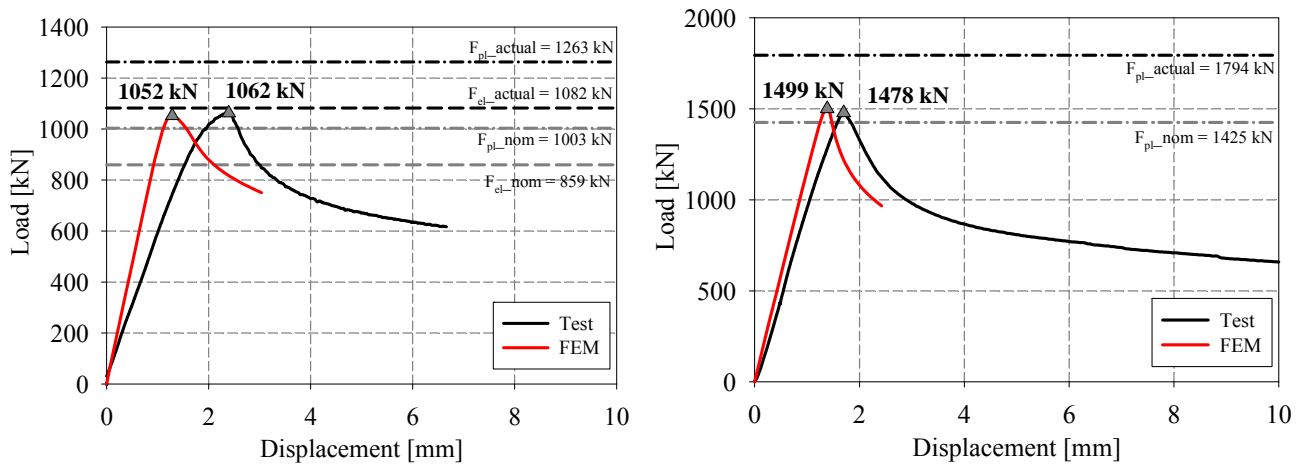 1400
1200
1000
800
600
400
200
0
Load [kN]
F_pl_actual = 1263 kN
1052 kN
1062 kN
F_el_actual = 1082 kN
F_pl_nom = 1003 kN
F_el_nom = 859 kN
Test
FEM
0 2 4 6 8 10
Displacement [mm]
2000
1500
1000
500
0
Load [kN]
F_pl_actual = 1794 kN
1499 kN
1478 kN
F_pl_nom = 1425 kN
Test
FEM
0 2 4 6 8 10
Displacement [mm]